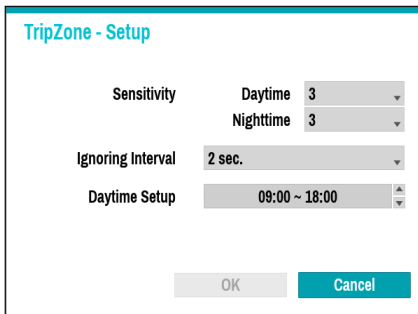 TripZone - Setup
Sensitivity Daytime 3
Nighttime 3
Ignoring Interval 2 sec.
Daytime Setup 09:00 ~ 18:00
OK Cancel